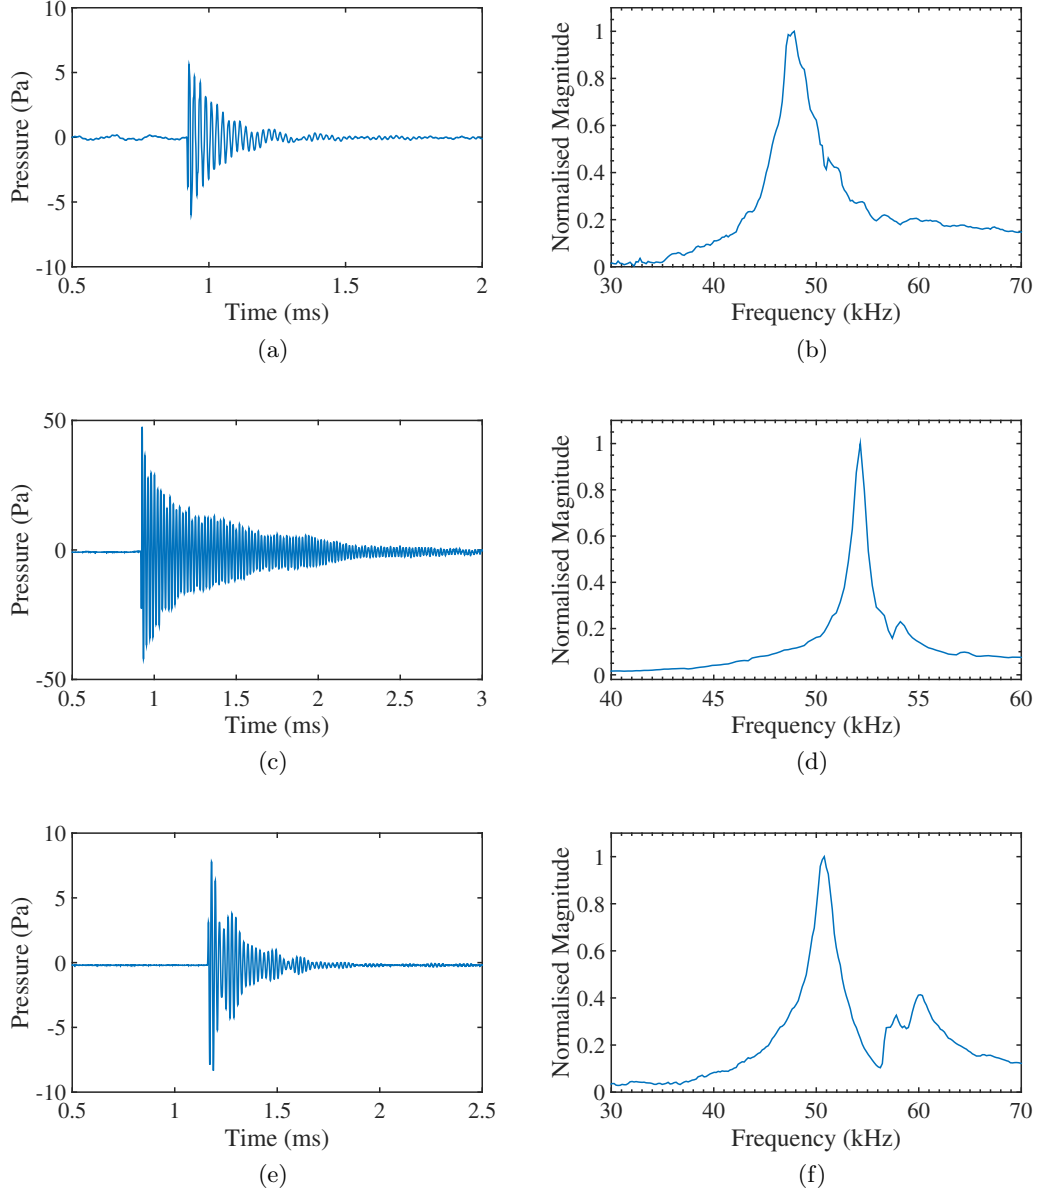 10
5
0
-5
-10
Pressure (Pa)
0.5 1 1.5 2
Time (ms)
(a)
1
0.8
0.6
0.4
0.2
0
Normalised Magnitude
30 40 50 60 70
Frequency (kHz)
(b)
50
0
-50
Pressure (Pa)
0.5 1 1.5 2 2.5 3
Time (ms)
(c)
1
0.8
0.6
0.4
0.2
0
Normalised Magnitude
40 45 50 55 60
Frequency (kHz)
(d)
10
5
0
-5
-10
Pressure (Pa)
0.5 1 1.5 2 2.5
Time (ms)
(e)
1
0.8
0.6
0.4
0.2
0
Normalised Magnitude
30 40 50 60 70
Frequency (kHz)
(f)